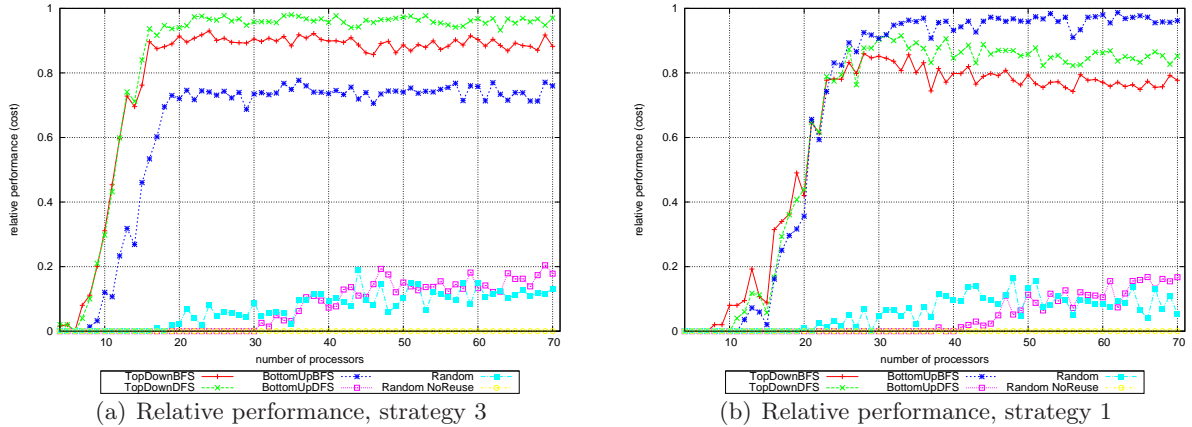 1
0.8
0.6
0.4
0.2
0
relative performance (cost)
10 20 30 40 50 60 70
number of processors
TopDownBFS BottomUpBFS Random
TopDownDFS BottomUpDFS Random NoReuse
(a) Relative performance, strategy 3
1
0.8
0.6
0.4
0.2
0
relative performance (cost)
10 20 30 40 50 60 70
number of processors
TopDownBFS BottomUpBFS Random
TopDownDFS BottomUpDFS Random NoReuse
(b) Relative performance, strategy 1